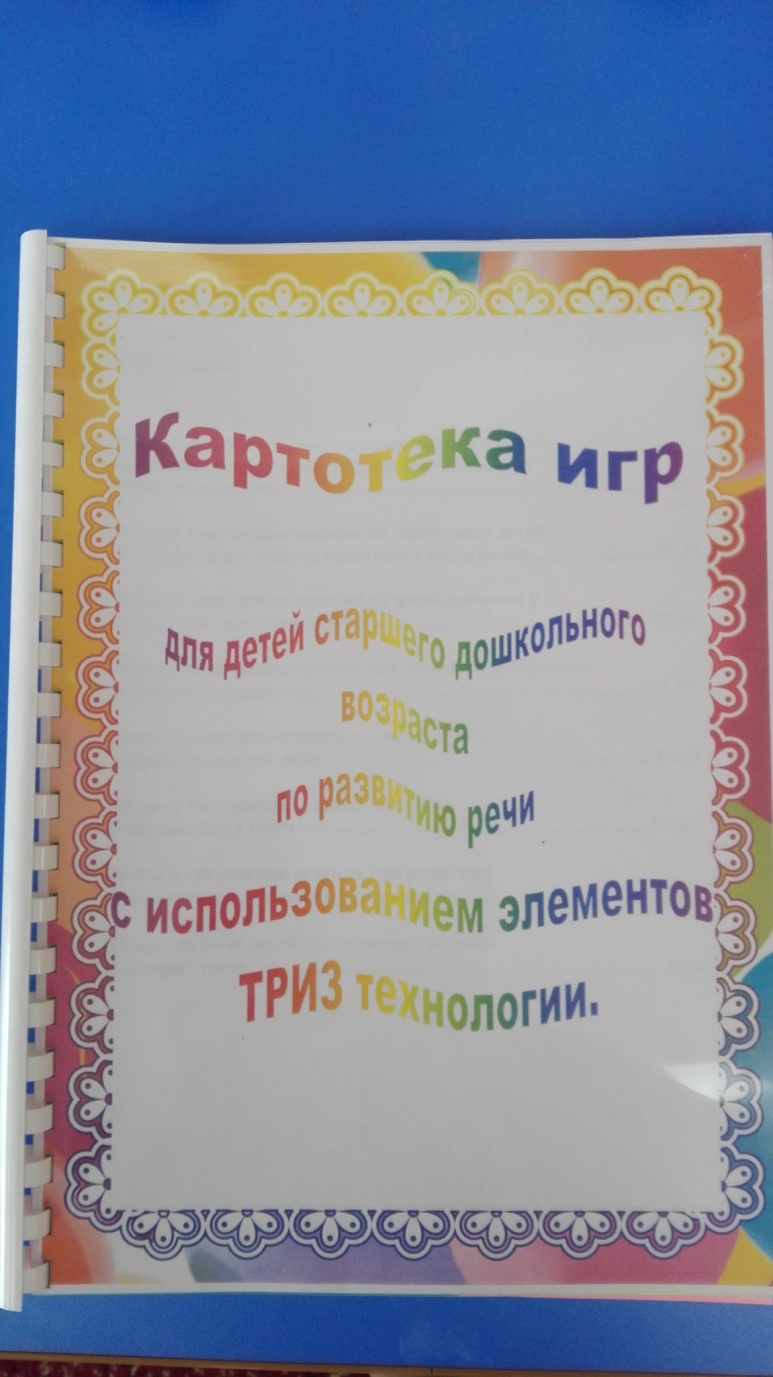 Картотека игр
для детей старшего дошкольного
возраста
по развитию речи
с использованием элементов
ТРИЗ технологии.